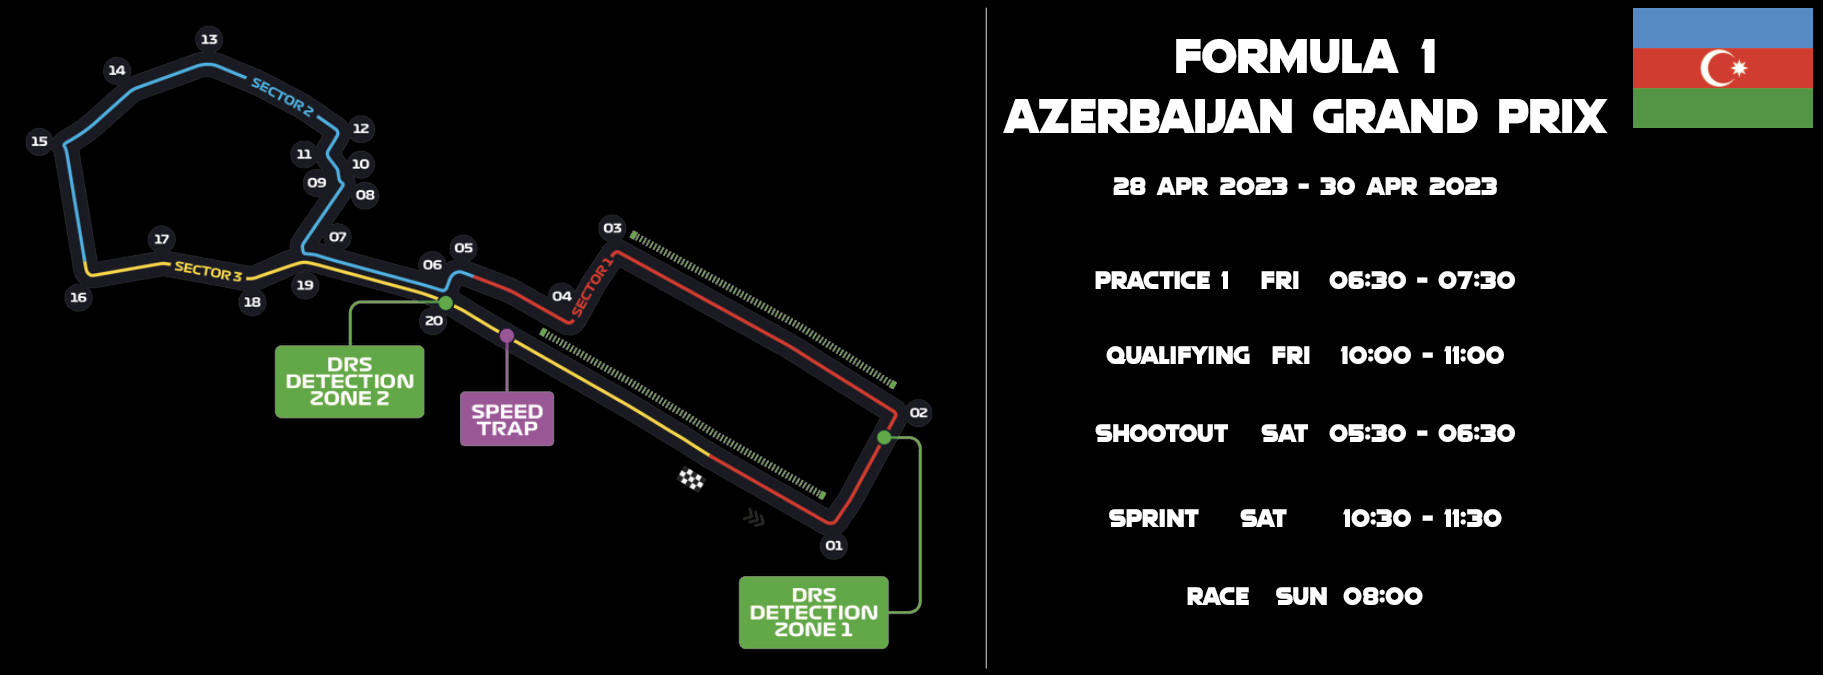 13
14
SECTOR 2
12
15
11
10
09
08
07
17
SECTOR 3
16
18
19
06
05
20
04
SECTOR 1
03
02
01
DRS
DETECTION
ZONE 2
SPEED
TRAP
DRS
DETECTION
ZONE 1
FORMULA 1
AZERBAIJAN GRAND PRIX
28 APR 2023 - 30 APR 2023
PRACTICE 1 FRI 06:30 - 07:30
QUALIFYING FRI 10:00 - 11:00
SHOOTOUT SAT 05:30 - 06:30
SPRINT SAT 10:30 - 11:30
RACE SUN 08:00